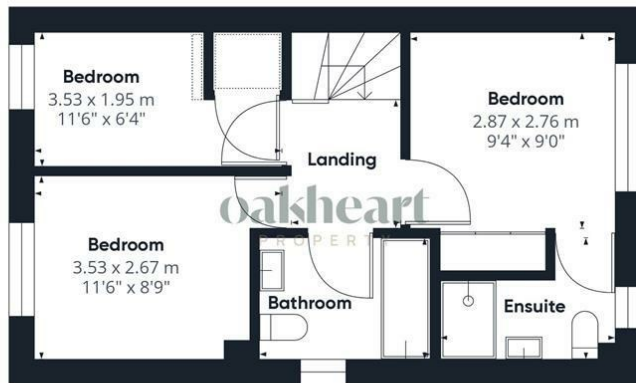 Bedroom
3.53 x 1.95 m
11'6" x 6'4"
Bedroom
2.87 x 2.76 m
9'4" x 9'0"
Landing
oakheart
PROPERTY
Bedroom
3.53 x 2.67 m
11'6" x 8'9"
Bathroom
Ensuite